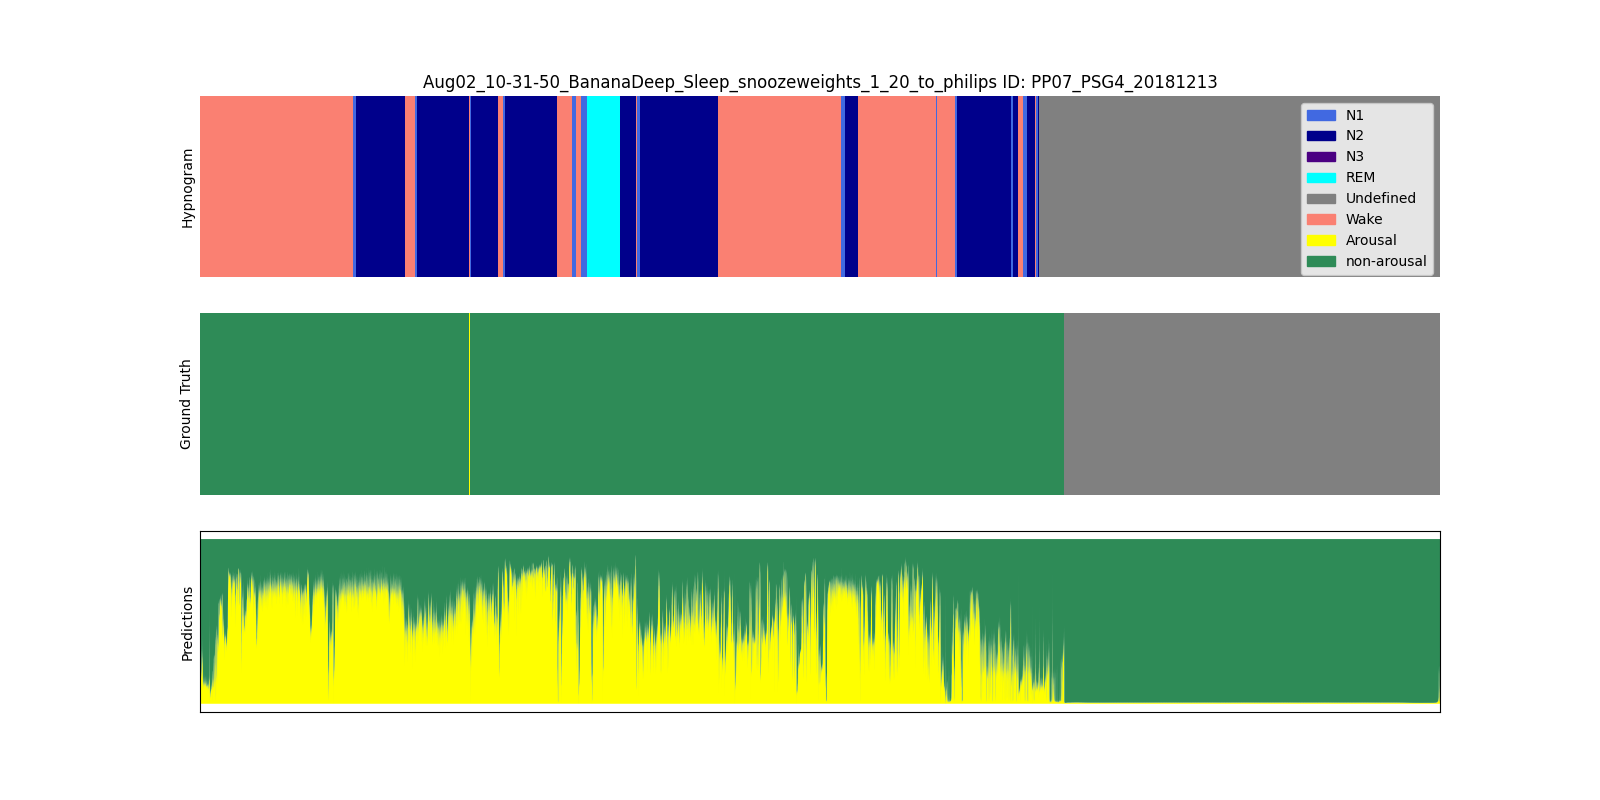 Aug02_10-31-50_BananaDeep_Sleep_snoozeweights_1_20_to_philips ID: PP07_PSG4_20181213
Hypnogram
N1
N2
N3
REM
Undefined
Wake
Arousal
non-arousal
Ground Truth
Predictions